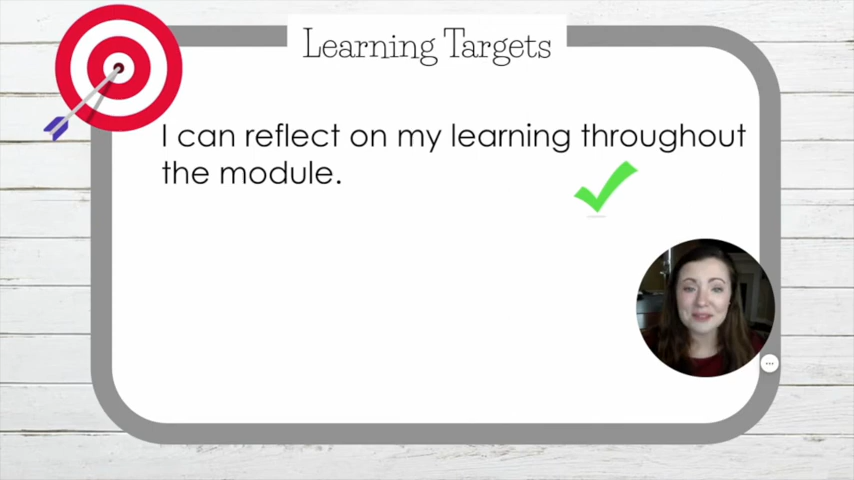 Learning Targets
I can reflect on my learning throughout
the module.